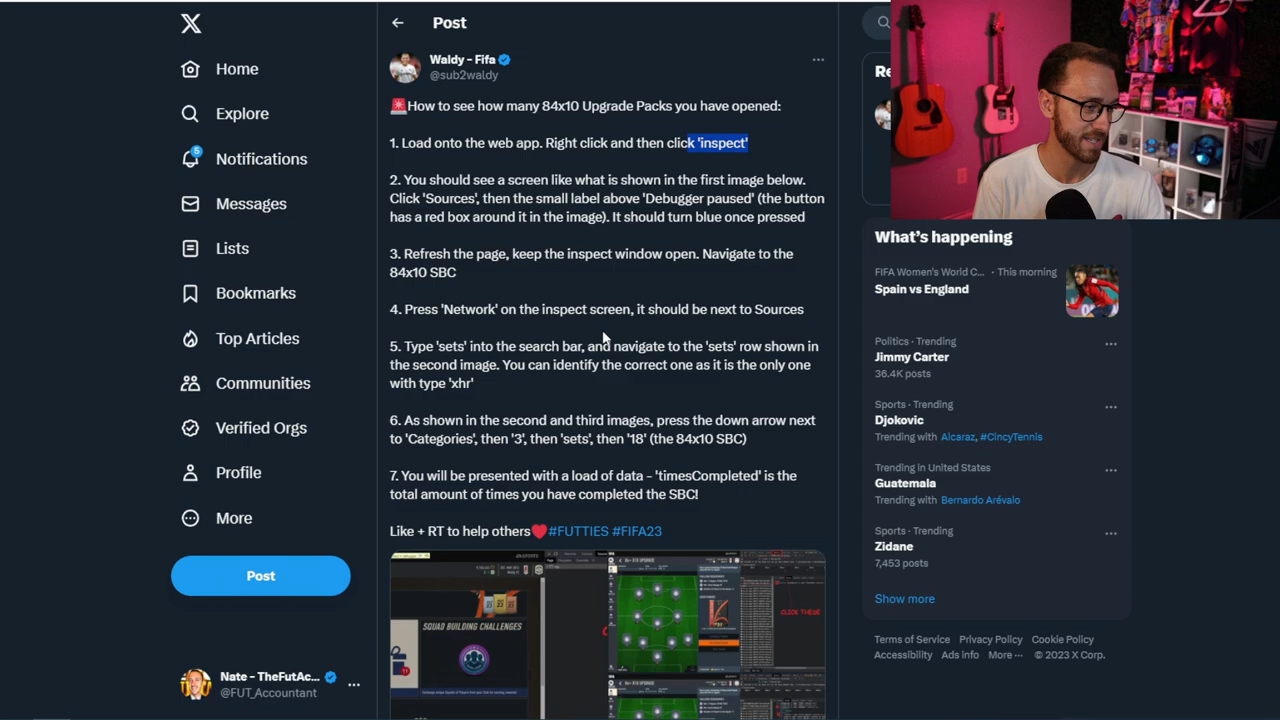 Home
Explore
5
Notifications
Messages
Lists
Bookmarks
Top Articles
Communities
Verified Orgs
Profile
More
Post
Nate - TheFutAc...
@FUT_Accountant
Post
Waldy - Fifa
@sub2waldy
🚨How to see how many 84x10 Upgrade Packs you have opened:
1. Load onto the web app. Right click and then click 'inspect'
2. You should see a screen like what is shown in the first image below.
Click 'Sources', then the small label above 'Debugger paused' (the button
has a red box around it in the image). It should turn blue once pressed
3. Refresh the page, keep the inspect window open. Navigate to the
84x10 SBC
4. Press 'Network' on the inspect screen, it should be next to Sources
5. Type 'sets' into the search bar, and navigate to the 'sets' row shown in
the second image. You can identify the correct one as it is the only one
with type 'xhr'
6. As shown in the second and third images, press the down arrow next
to 'Categories', then '3', then 'sets', then '18' (the 84x10 SBC)
7. You will be presented with a load of data - 'timesCompleted' is the
total amount of times you have completed the SBC!
Like + RT to help others❤️#FUTTIES #FIFA23
SQUAD BUILDING CHALLENGES
CLICK THESE
Re
What's happening
FIFA Women's World C... · This morning
Spain vs England
Politics · Trending
Jimmy Carter
36.4K posts
Sports · Trending
Djokovic
Trending with Alcaraz, #CincyTennis
Trending in United States
Guatemala
Trending with Bernardo Arévalo
Sports · Trending
Zidane
7,453 posts
Show more
Terms of Service Privacy Policy Cookie Policy
Accessibility Ads info More ··· © 2023 X Corp.